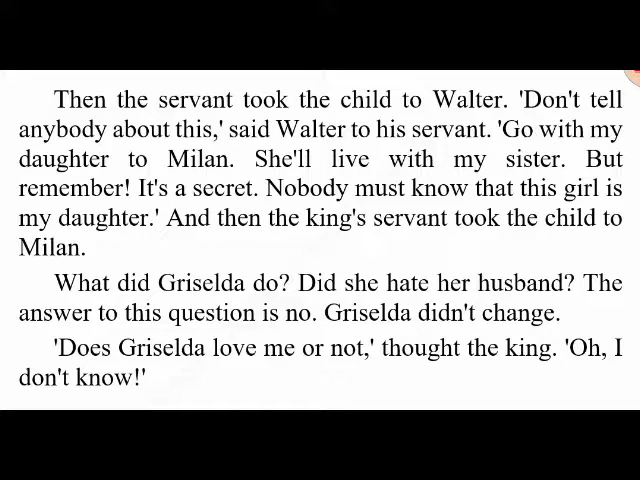 Then the servant took the child to Walter. 'Don't tell
anybody about this,' said Walter to his servant. 'Go with my
daughter to Milan. She'll live with my sister. But
remember! It's a secret. Nobody must know that this girl is
my daughter.' And then the king's servant took the child to
Milan.
What did Griselda do? Did she hate her husband? The
answer to this question is no. Griselda didn't change.
'Does Griselda love me or not,' thought the king. 'Oh, I
don't know!'